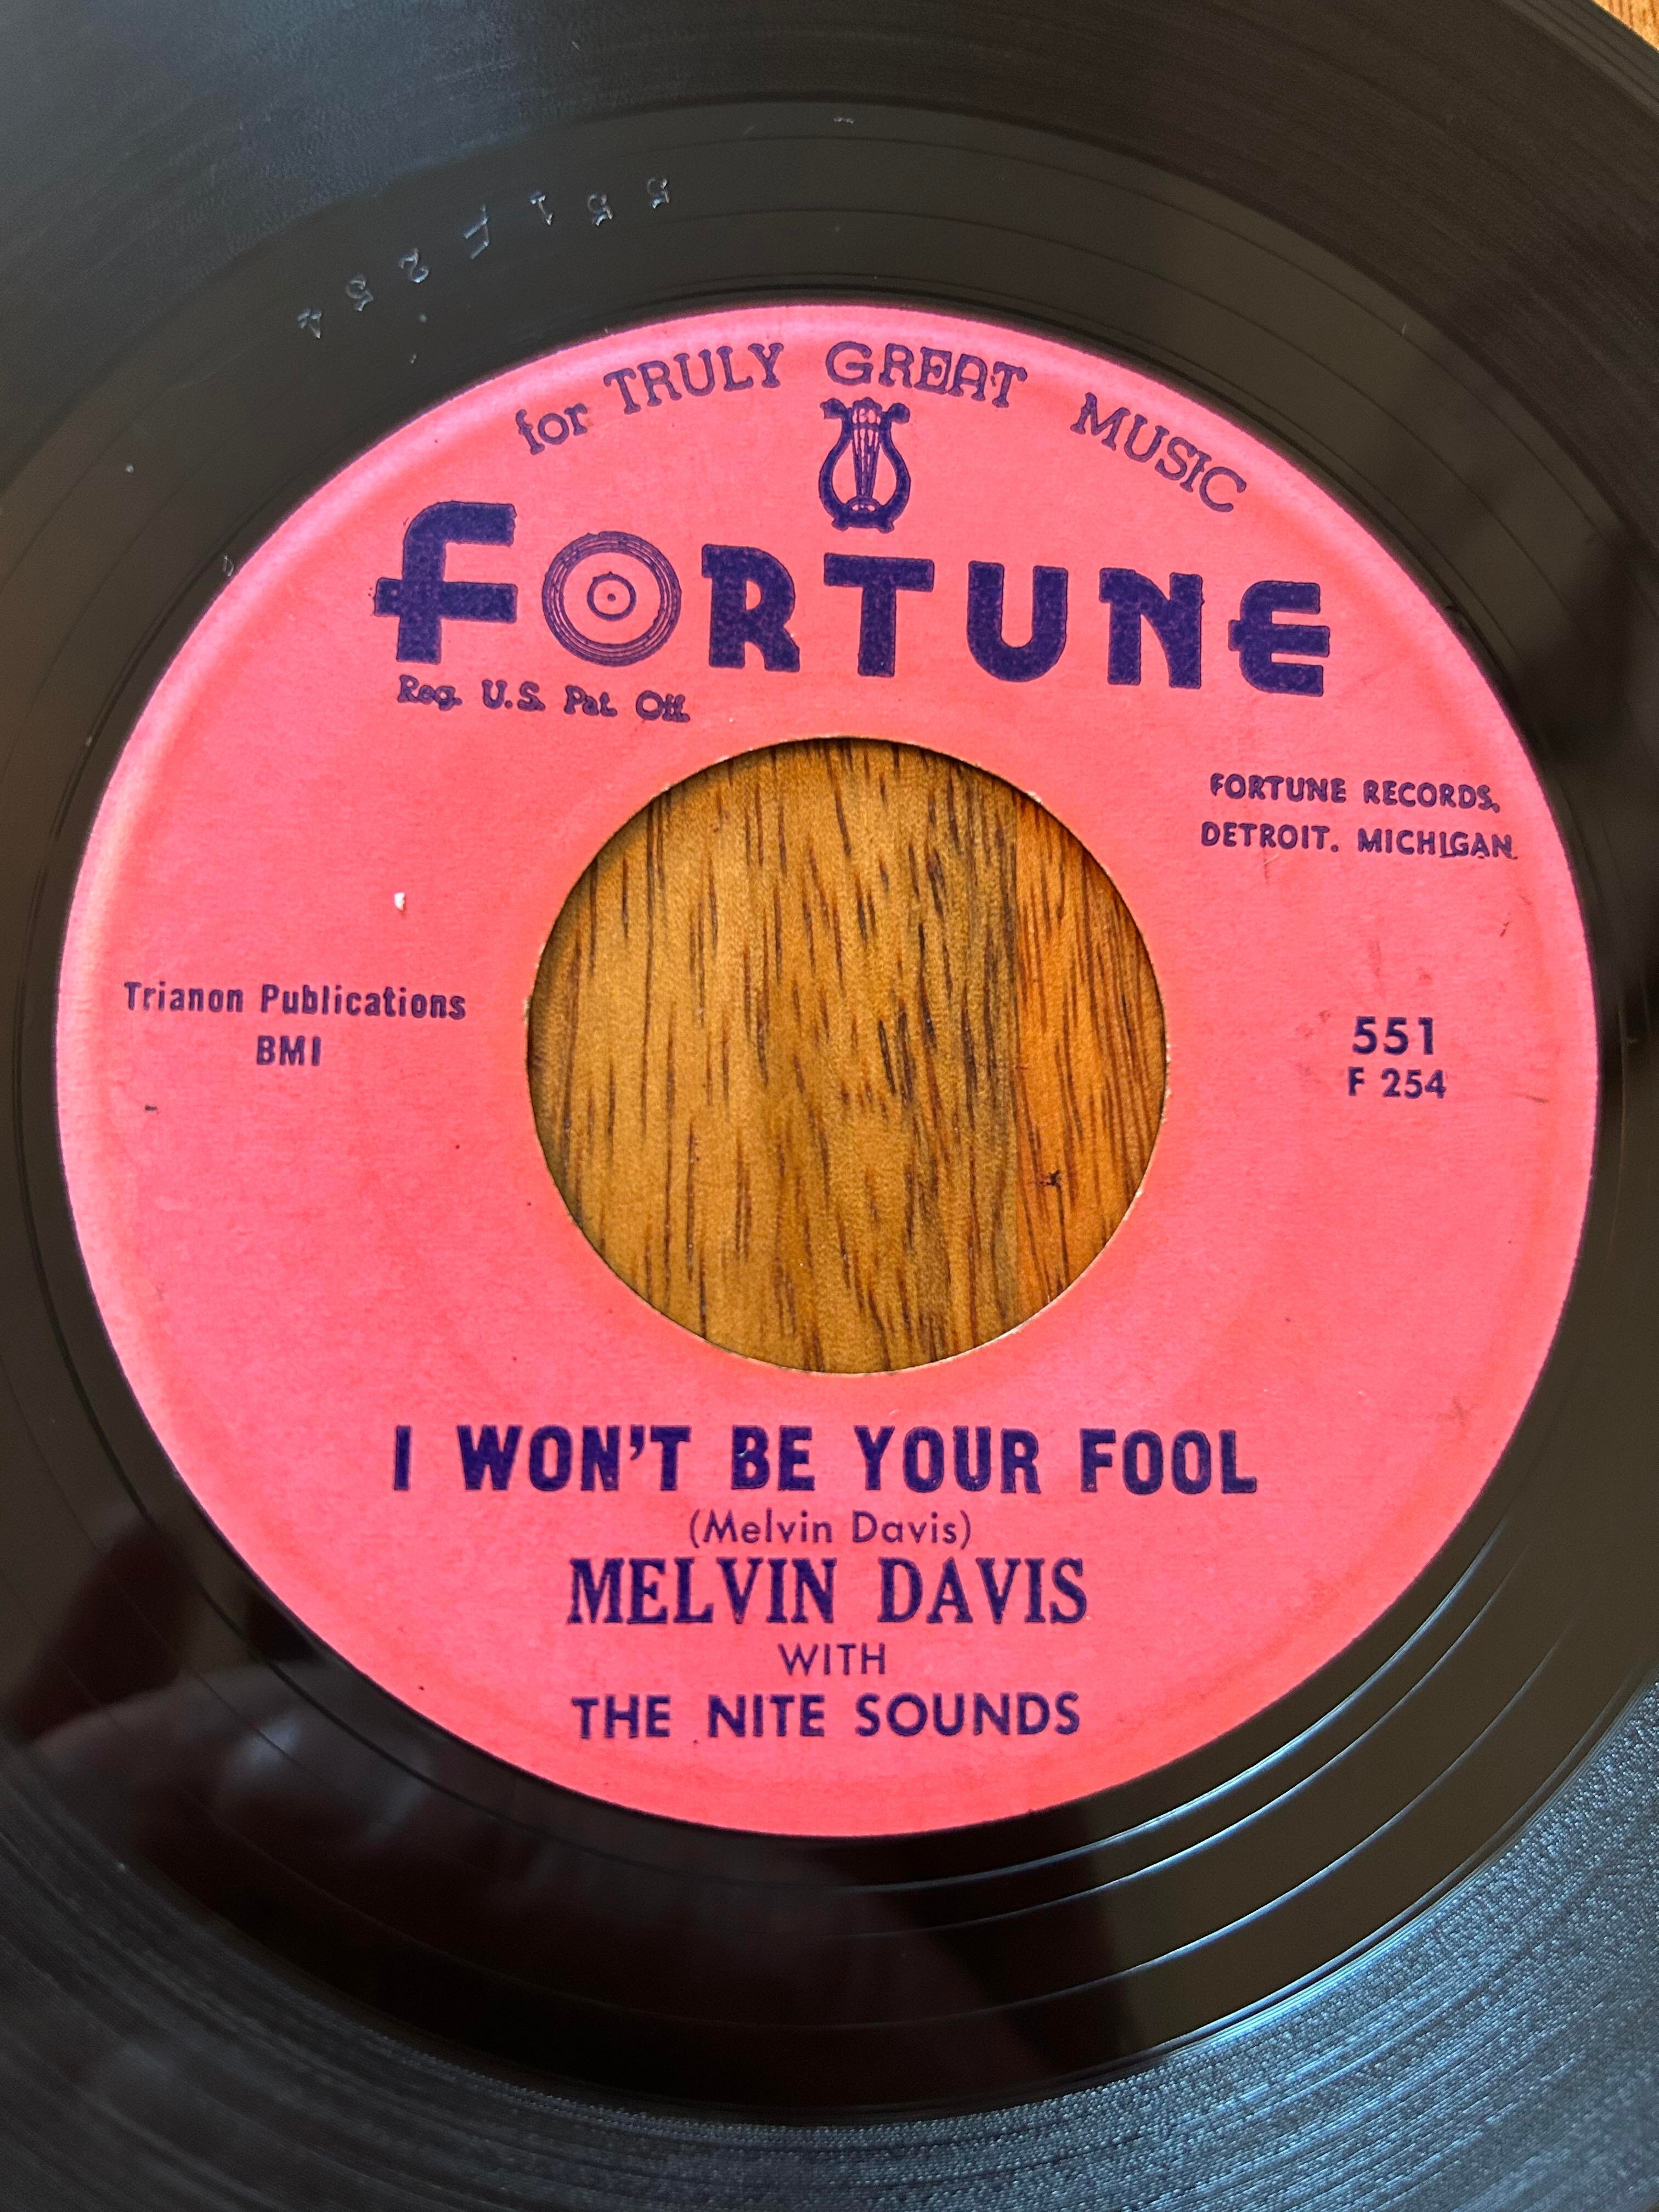 551F254
for TRULY GREAT MUSIC
FORTUNE
Reg. U.S. Pat. Off.
FORTUNE RECORDS,
DETROIT. MICHIGAN
Trianon Publications
BMI
551
F 254
I WON'T BE YOUR FOOL
(Melvin Davis)
MELVIN DAVIS
WITH
THE NITE SOUNDS